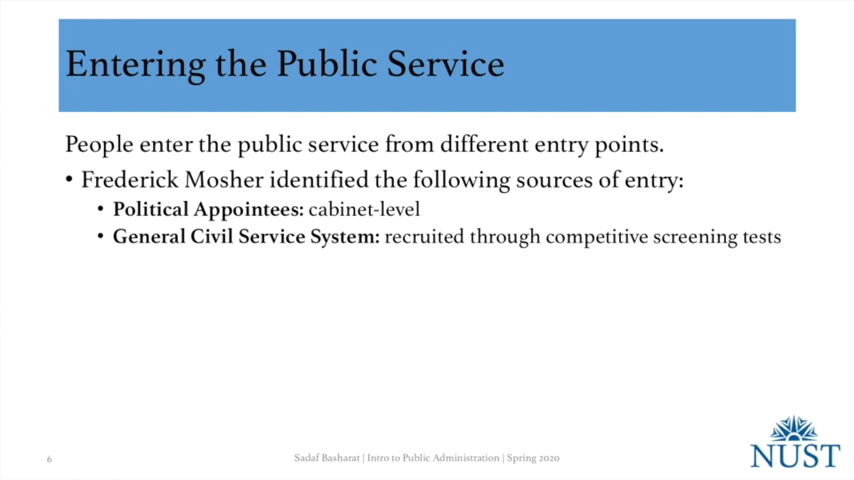 Entering the Public Service
People enter the public service from different entry points.
• Frederick Mosher identified the following sources of entry:
• Political Appointees: cabinet-level
• General Civil Service System: recruited through competitive screening tests
6
Sadaf Basharat | Intro to Public Administration | Spring 2020
NUST